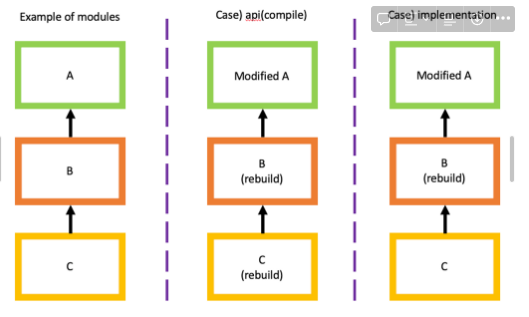 Example of modules
Case) api(compile)
Case) implementation
A
Modified A
Modified A
B
B
(rebuild)
B
(rebuild)
C
C
(rebuild)
C